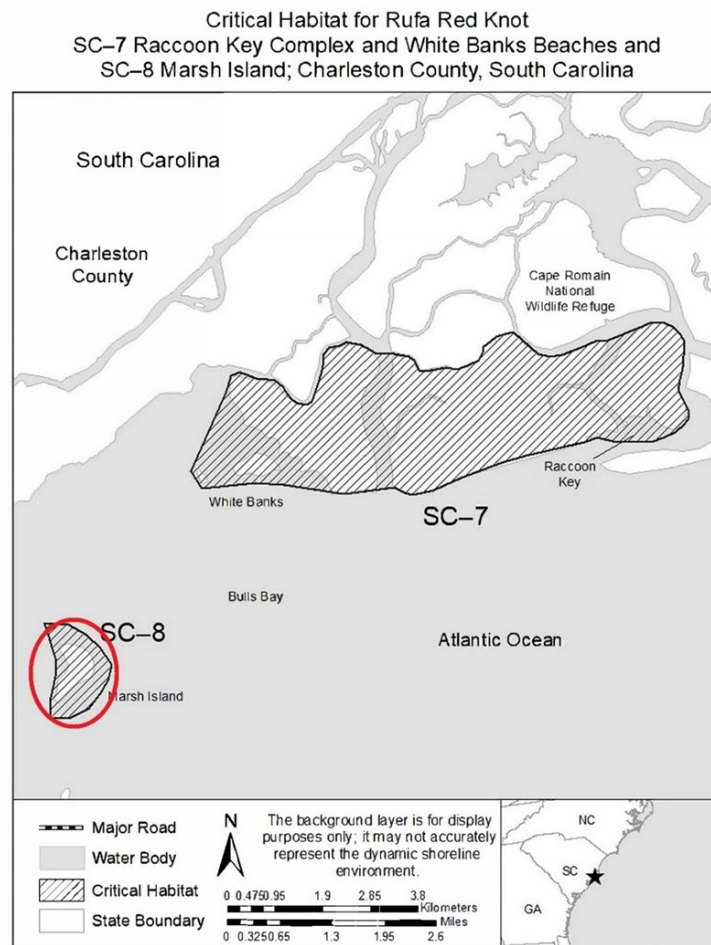 Critical Habitat for Rufa Red Knot
SC–7 Raccoon Key Complex and White Banks Beaches and
SC–8 Marsh Island; Charleston County, South Carolina
South Carolina
Charleston
County
Cape Romain
National
Wildlife Refuge
Raccoon
Key
White Banks
SC–7
Bulls Bay
SC–8
Atlantic Ocean
Marsh Island
Major Road
Water Body
Critical Habitat
State Boundary
N
The background layer is for display
purposes only; it may not accurately
represent the dynamic shoreline
environment.
0 0.475 0.95 1.9 2.85 3.8
Kilometers
Miles
0 0.325 0.65 1.3 1.95 2.6
NC
SC
GA